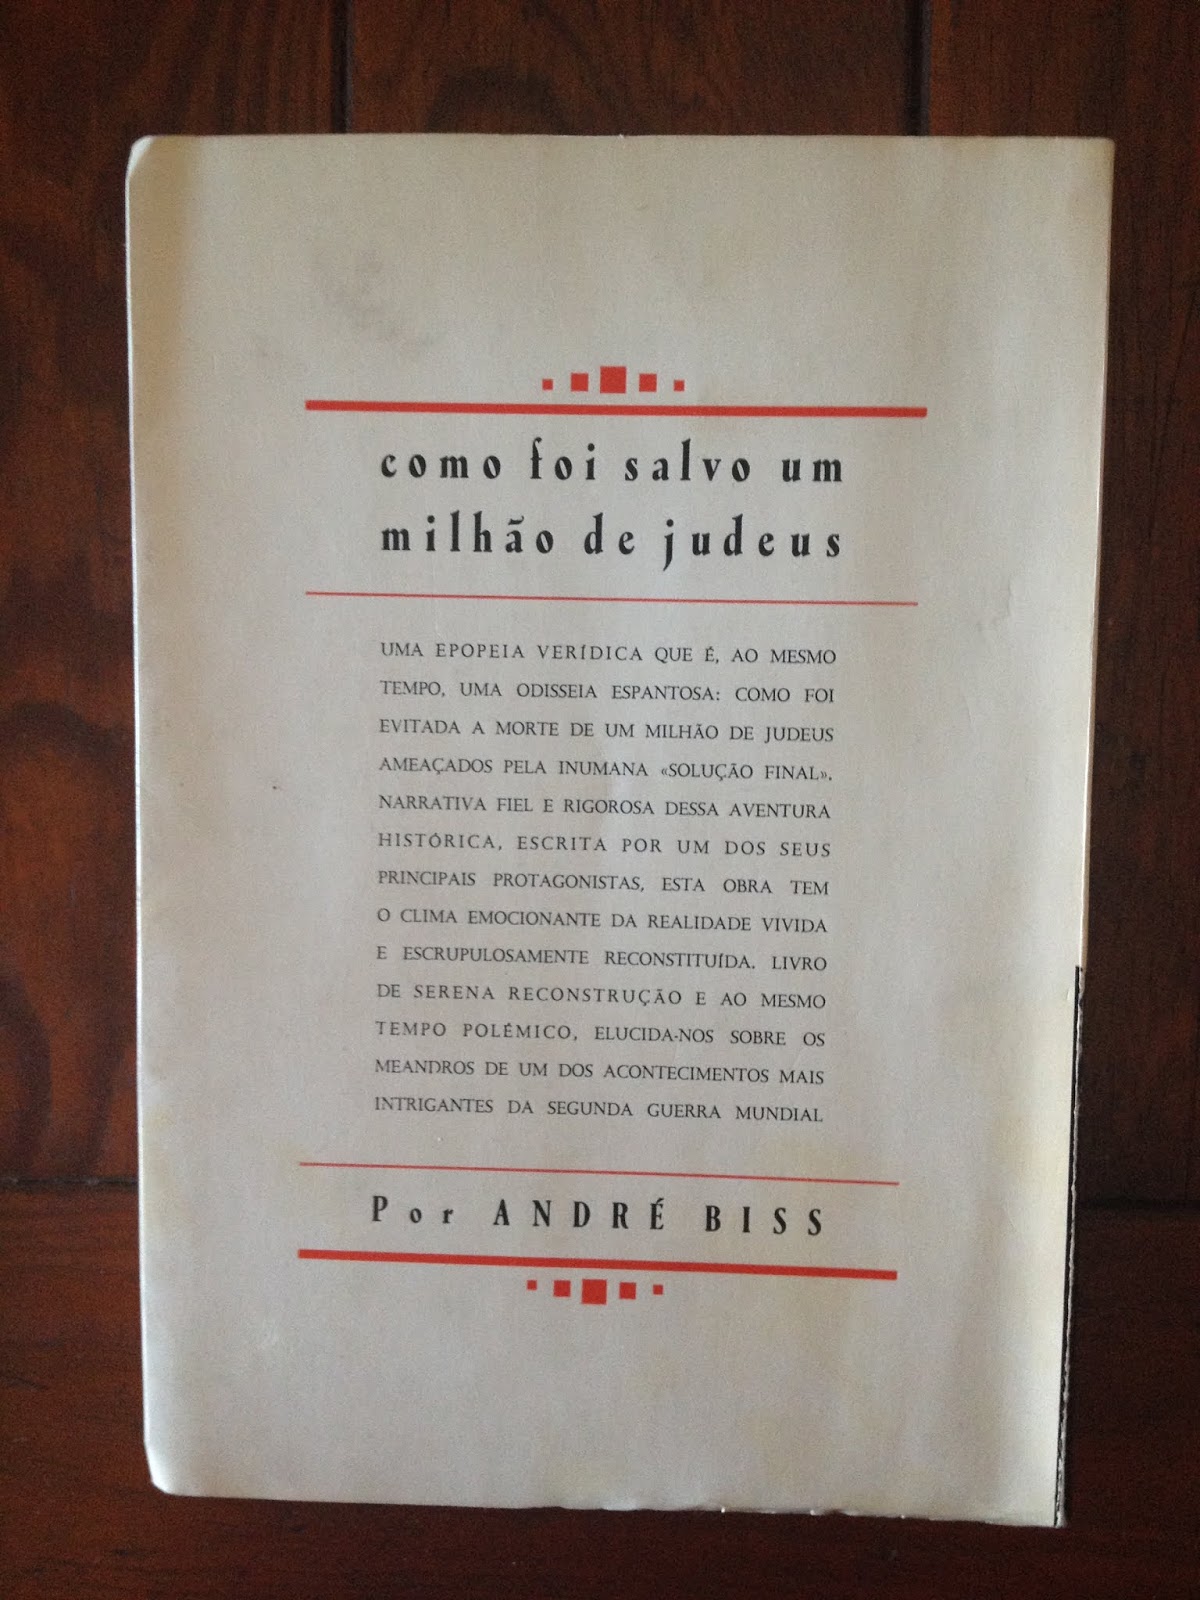 como foi salvo um
milhão de judeus
UMA EPOPEIA VERÍDICA QUE É, AO MESMO
TEMPO, UMA ODISSEIA ESPANTOSA: COMO FOI
EVITADA A MORTE DE UM MILHÃO DE JUDEUS
AMEAÇADOS PELA INUMANA «SOLUÇÃO FINAL».
NARRATIVA FIEL E RIGOROSA DESSA AVENTURA
HISTÓRICA, ESCRITA POR UM DOS SEUS
PRINCIPAIS PROTAGONISTAS, ESTA OBRA TEM
O CLIMA EMOCIONANTE DA REALIDADE VIVIDA
E ESCRUPULOSAMENTE RECONSTITUÍDA. LIVRO
DE SERENA RECONSTRUÇÃO E AO MESMO
TEMPO POLÉMICO, ELUCIDA-NOS SOBRE OS
MEANDROS DE UM DOS ACONTECIMENTOS MAIS
INTRIGANTES DA SEGUNDA GUERRA MUNDIAL
Por ANDRÉ BISS